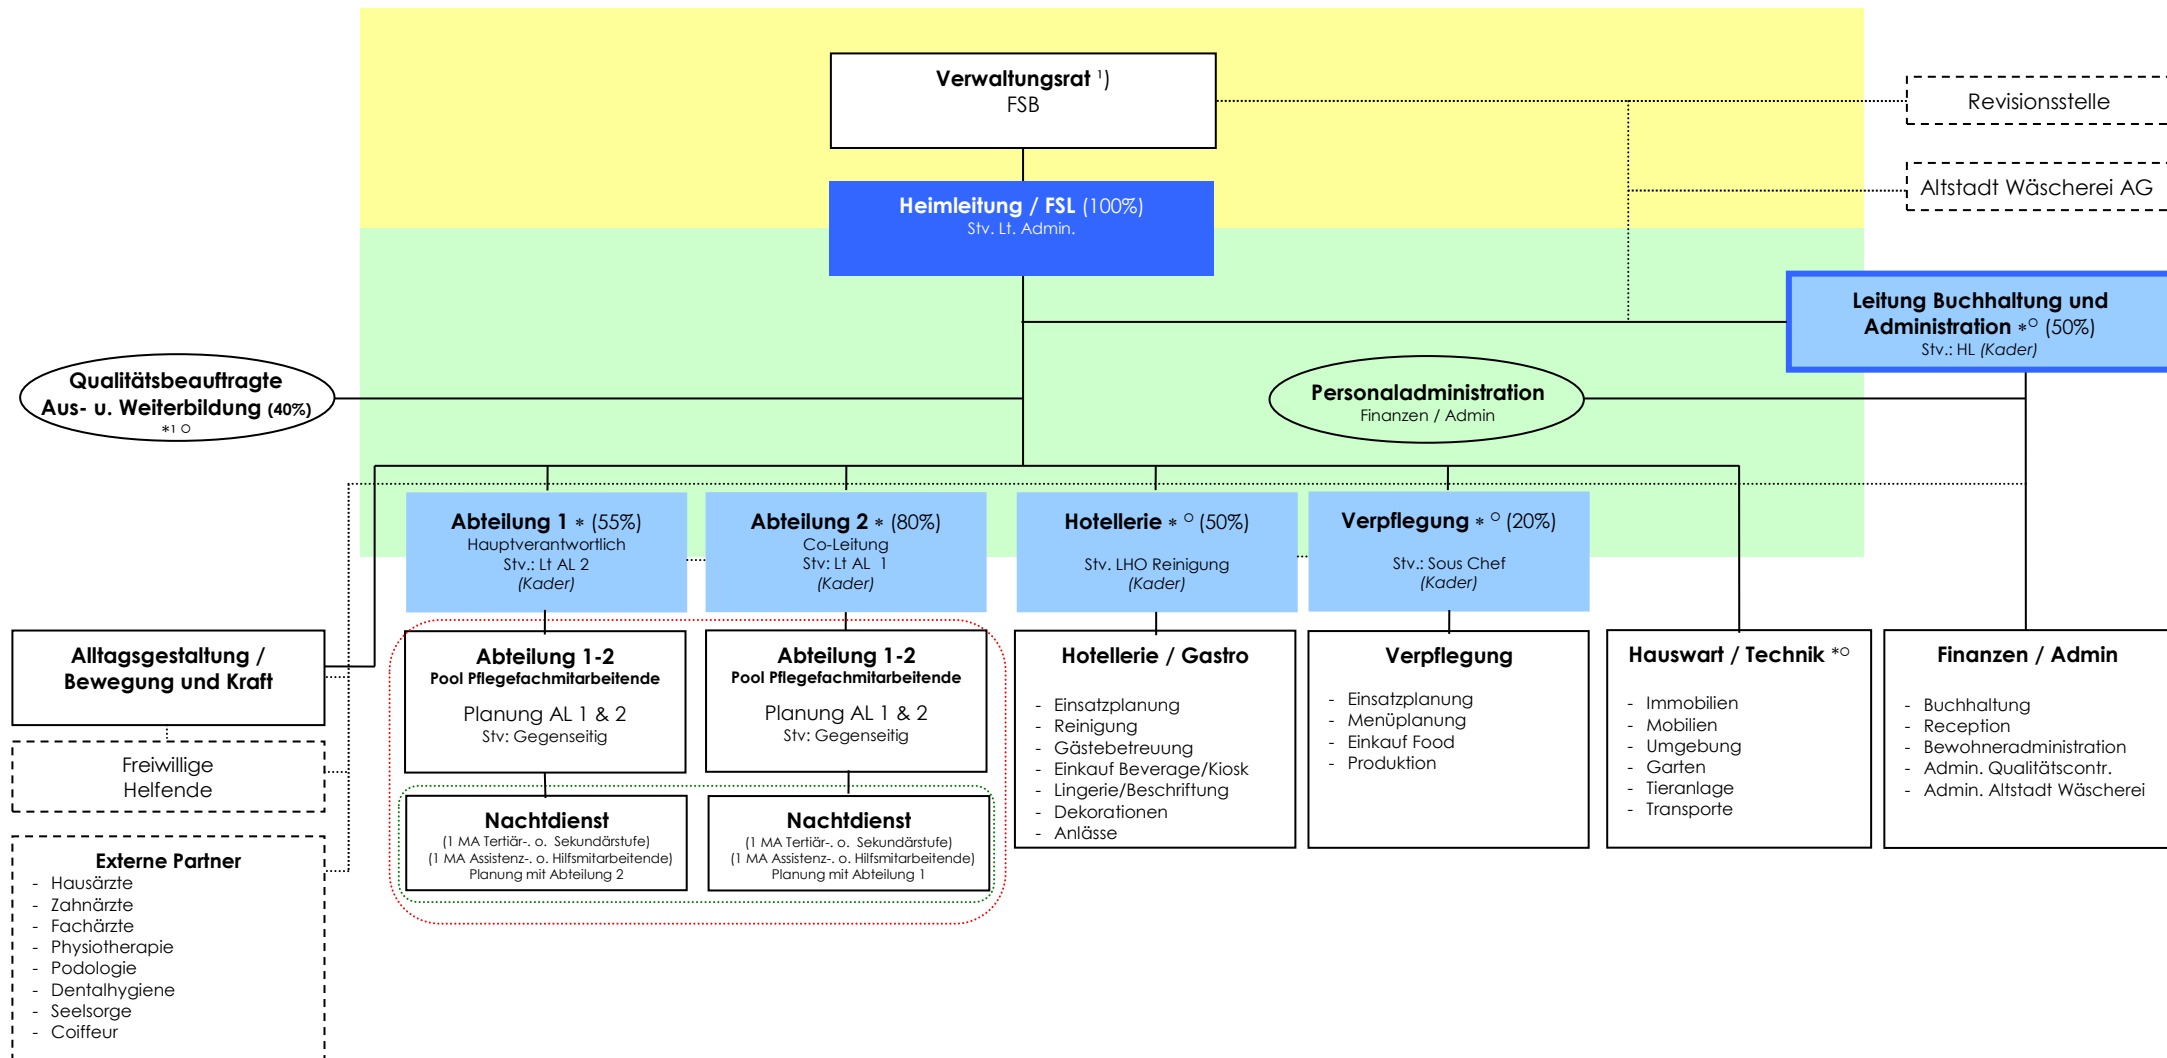 Verwaltungsrat ¹)
FSB
Revisionsstelle
Altstadt Wäscherei AG
Heimleitung / FSL (100%)
Stv. Lt. Admin.
Leitung Buchhaltung und
Administration *○ (50%)
Stv.: HL (Kader)
Qualitätsbeauftragte
Aus- u. Weiterbildung (40%)
*¹ ○
Personaladministration
Finanzen / Admin
Abteilung 1 * (55%)
Hauptverantwortlich
Stv.: Lt AL 2
(Kader)
Abteilung 2 * (80%)
Co-Leitung
Stv: Lt AL 1
(Kader)
Hotellerie * ○ (50%)
Stv. LHO Reinigung
(Kader)
Verpflegung * ○ (20%)
Stv.: Sous Chef
(Kader)
Alltagsgestaltung /
Bewegung und Kraft
Freiwillige
Helfende
Externe Partner
- Hausärzte
- Zahnärzte
- Fachärzte
- Physiotherapie
- Podologie
- Dentalhygiene
- Seelsorge
- Coiffeur
Abteilung 1-2
Pool Pflegefachmitarbeitende
Planung AL 1 & 2
Stv: Gegenseitig
Nachtdienst
(1 MA Tertiär-. o. Sekundärstufe)
(1 MA Assistenz-. o. Hilfsmitarbeitende)
Planung mit Abteilung 2
Abteilung 1-2
Pool Pflegefachmitarbeitende
Planung AL 1 & 2
Stv: Gegenseitig
Nachtdienst
(1 MA Tertiär-. o. Sekundärstufe)
(1 MA Assistenz-. o. Hilfsmitarbeitende)
Planung mit Abteilung 1
Hotellerie / Gastro
- Einsatzplanung
- Reinigung
- Gästebetreuung
- Einkauf Beverage/Kiosk
- Lingerie/Beschriftung
- Dekorationen
- Anlässe
Verpflegung
- Einsatzplanung
- Menüplanung
- Einkauf Food
- Produktion
Hauswart / Technik *○
- Immobilien
- Mobilien
- Umgebung
- Garten
- Tieranlage
- Transporte
Finanzen / Admin
- Buchhaltung
- Reception
- Bewohneradministration
- Admin. Qualitätscontr.
- Admin. Altstadt Wäscherei